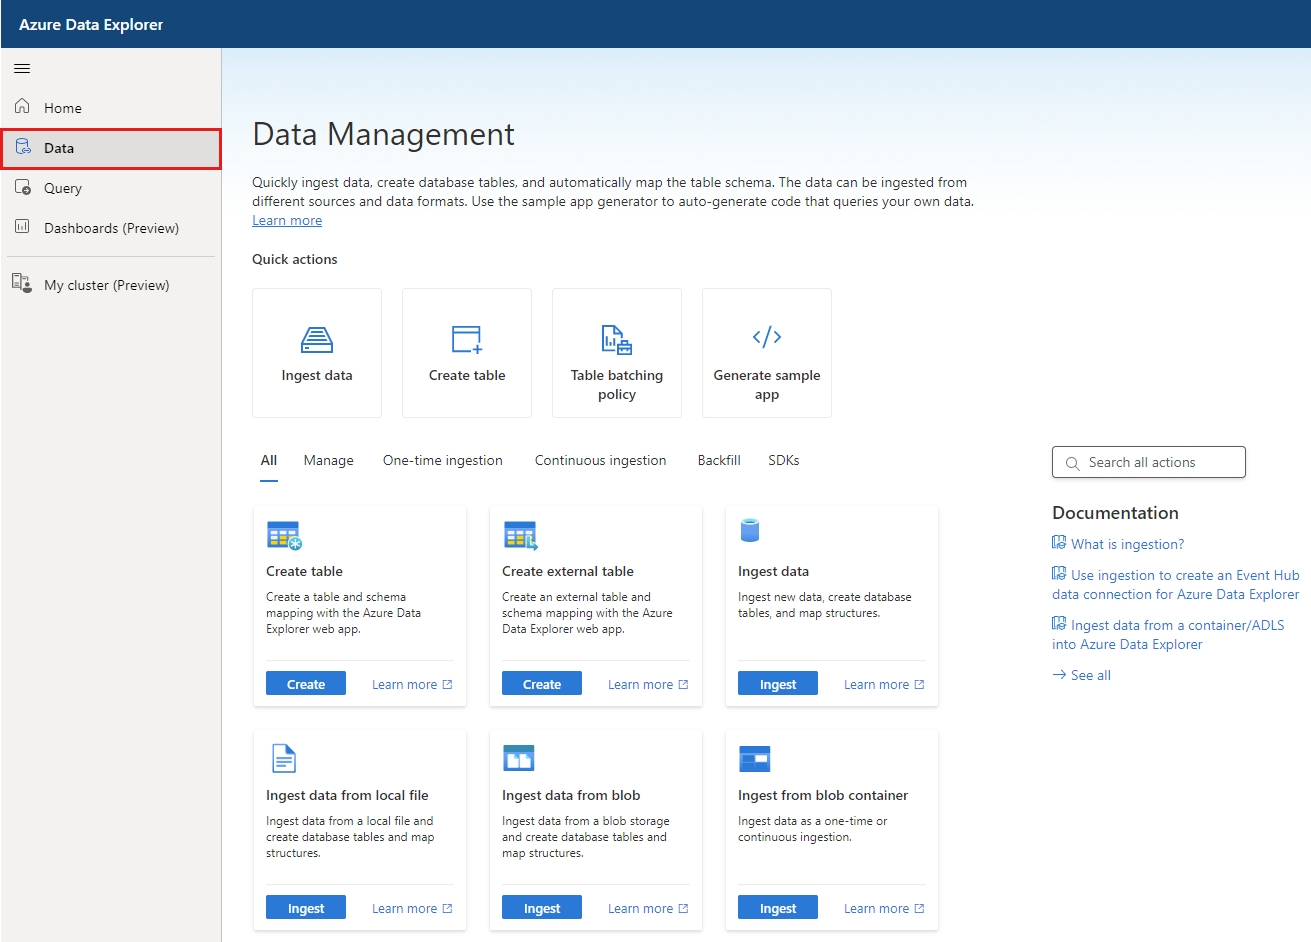 Azure Data Explorer
Home
Data
Query
Dashboards (Preview)
My cluster (Preview)
Data Management
Quickly ingest data, create database tables, and automatically map the table schema. The data can be ingested from
different sources and data formats. Use the sample app generator to auto-generate code that queries your own data.
Learn more
Quick actions
Ingest data
Create table
Table batching
policy
Generate sample
app
All
Manage
One-time ingestion
Continuous ingestion
Backfill
SDKs
Create table
Create a table and schema
mapping with the Azure Data
Explorer web app.
Create
Learn more
Create external table
Create an external table and
schema mapping with the Azure
Data Explorer web app.
Create
Learn more
Ingest data
Ingest new data, create database
tables, and map structures.
Ingest
Learn more
Ingest data from local file
Ingest data from a local file and
create database tables and map
structures.
Ingest
Learn more
Ingest data from blob
Ingest data from a blob storage
and create database tables and
map structures.
Ingest
Learn more
Ingest from blob container
Ingest data as a one-time or
continuous ingestion.
Ingest
Learn more
Search all actions
Documentation
What is ingestion?
Use ingestion to create an Event Hub
data connection for Azure Data Explorer
Ingest data from a container/ADLS
into Azure Data Explorer
See all